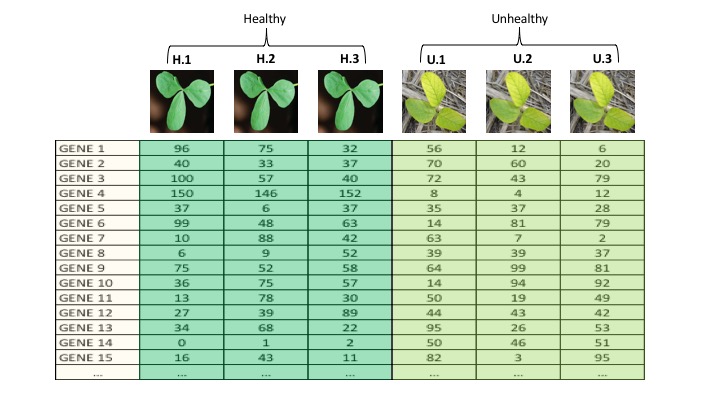 Healthy Unhealthy
H.1 H.2 H.3 U.1 U.2 U.3
GENE 1 96 75 32 56 12 6
GENE 2 40 33 37 70 60 20
GENE 3 100 57 40 72 43 79
GENE 4 150 146 152 8 4 12
GENE 5 37 6 37 35 37 28
GENE 6 99 48 63 14 81 79
GENE 7 10 88 42 63 7 2
GENE 8 6 9 52 39 39 37
GENE 9 75 52 58 64 99 81
GENE 10 36 75 57 14 94 92
GENE 11 13 78 30 50 19 49
GENE 12 27 39 89 44 43 42
GENE 13 34 68 22 95 26 53
GENE 14 0 1 2 50 46 51
GENE 15 16 43 11 82 3 95
... ... ... ... ... ... ...